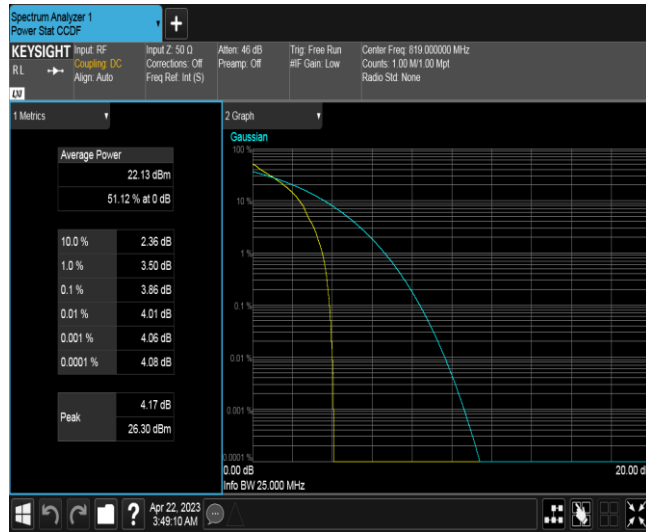 Spectrum Analyzer 1
Power Stat CCDF
+
KEYSIGHT
RL
LXI
Input: RF
Coupling: DC
Align: Auto
Input Z: 50 Ω
Corrections: Off
Freq Ref: Int (S)
Atten: 46 dB
Preamp: Off
Trig: Free Run
#IF Gain: Low
Center Freq: 819.000000 MHz
Counts: 1.00 M/1.00 Mpt
Radio Std: None
1 Metrics
Average Power
22.13 dBm
51.12 % at 0 dB
10.0 % 2.36 dB
1.0 % 3.50 dB
0.1 % 3.86 dB
0.01 % 4.01 dB
0.001 % 4.06 dB
0.0001 % 4.08 dB
Peak
4.17 dB
26.30 dBm
2 Graph
Gaussian
100 %
10 %
1 %
0.1 %
0.01 %
0.001 %
0.0001 %
0.00 dB
20.00 d
Info BW 25.000 MHz
?
Apr 22, 2023
3:49:10 AM